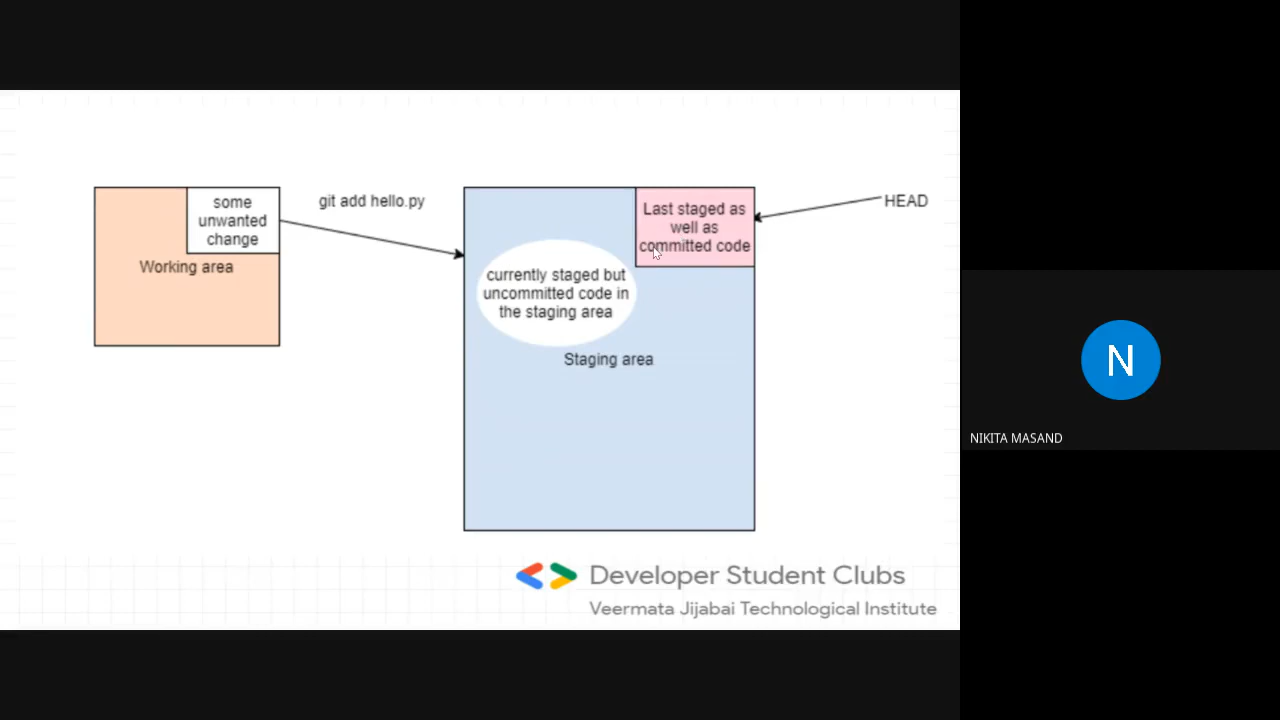 some
unwanted
change
Working area
git add hello.py
currently staged but
uncommitted code in
the staging area
Staging area
Last staged as
well as
committed code
HEAD
Developer Student Clubs
Veermata Jijabai Technological Institute
N
NIKITA MASAND